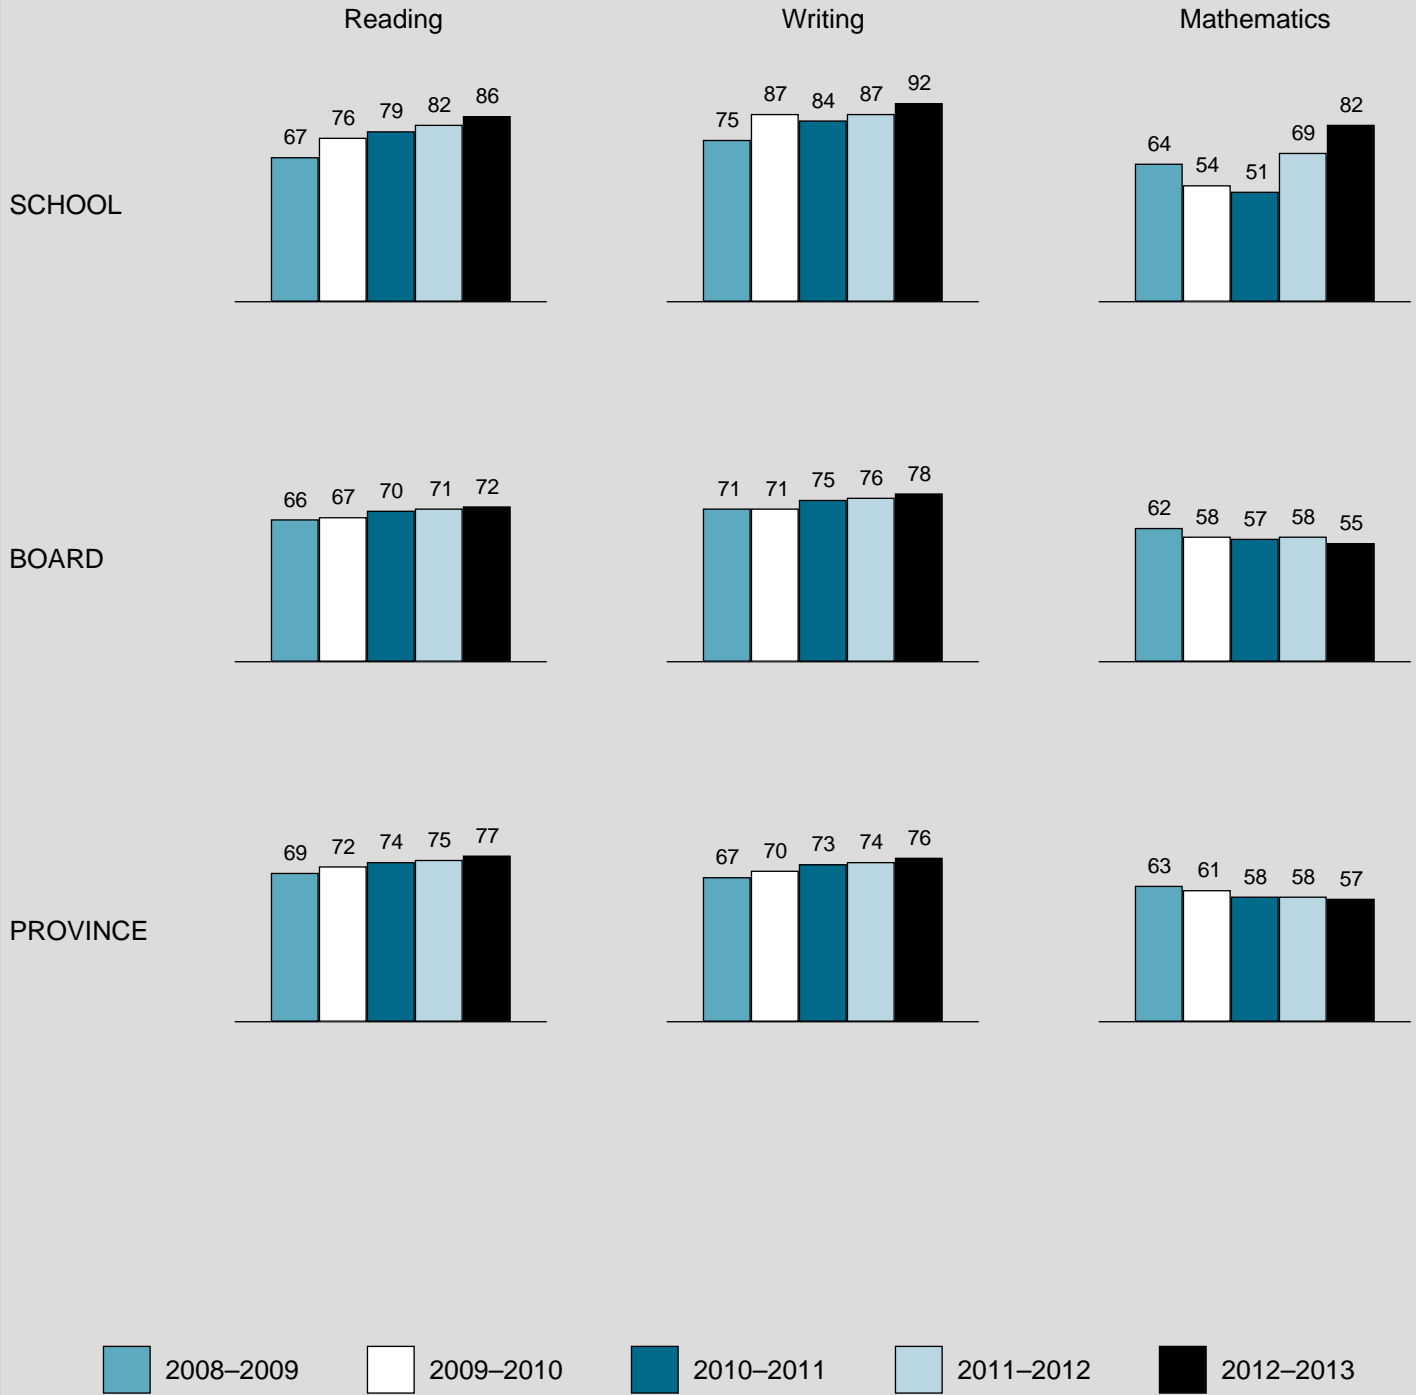 Reading Writing Mathematics
SCHOOL
67 76 79 82 86
75 87 84 87 92
64 54 51 69 82
BOARD
66 67 70 71 72
71 71 75 76 78
62 58 57 58 55
PROVINCE
69 72 74 75 77
67 70 73 74 76
63 61 58 58 57
2008–2009 2009–2010 2010–2011 2011–2012 2012–2013